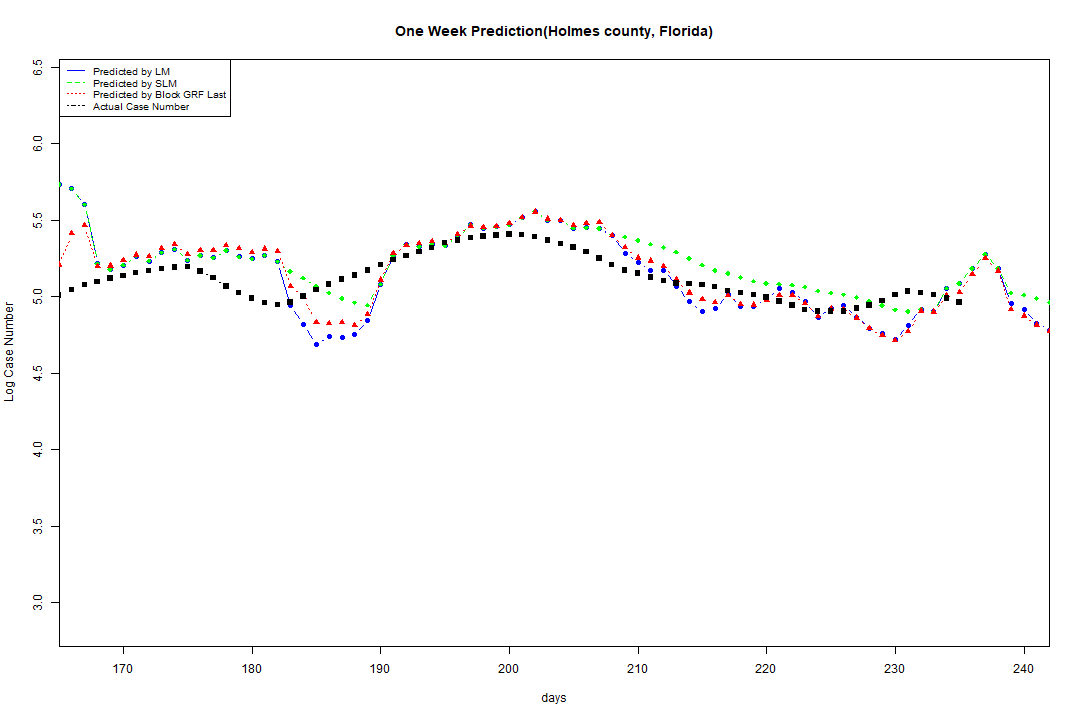 One Week Prediction(Holmes county, Florida)
Predicted by LM
Predicted by SLM
Predicted by Block GRF Last
Actual Case Number
6.5
6.0
5.5
5.0
4.5
4.0
3.5
3.0
Log Case Number
170 180 190 200 210 220 230 240
days